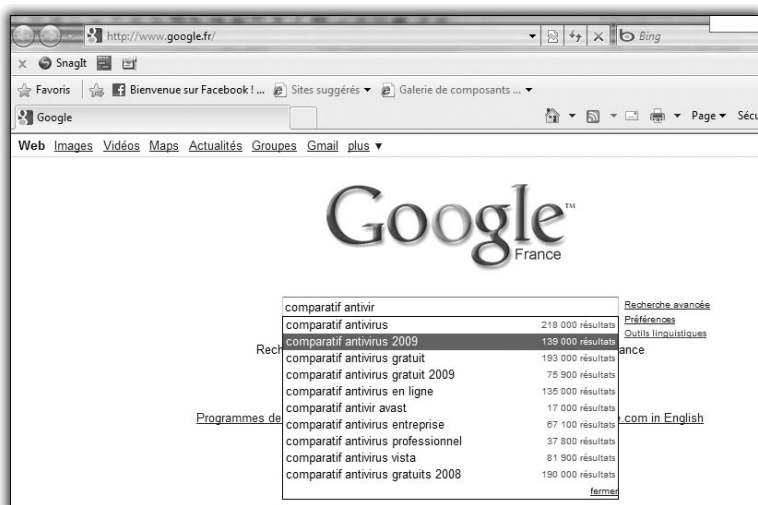 http://www.google.fr/ Bing
x SnagIt
Favoris Bienvenue sur Facebook ! ... Sites suggérés Galerie de composants ...
Google Page Sécu
Web Images Vidéos Maps Actualités Groupes Gmail plus
Google™
France
comparatif antivir Recherche avancée
comparatif antivirus 218 000 résultats Préférences
comparatif antivirus 2009 139 000 résultats Outils linguistiques
Rech ance
comparatif antivirus gratuit 193 000 résultats
comparatif antivirus gratuit 2009 75 900 résultats
comparatif antivirus en ligne 135 000 résultats
comparatif antivir avast 17 000 résultats
Programmes de e.com in English
comparatif antivirus entreprise 67 100 résultats
comparatif antivirus professionnel 37 800 résultats
comparatif antivirus vista 81 900 résultats
comparatif antivirus gratuits 2008 190 000 résultats
fermer